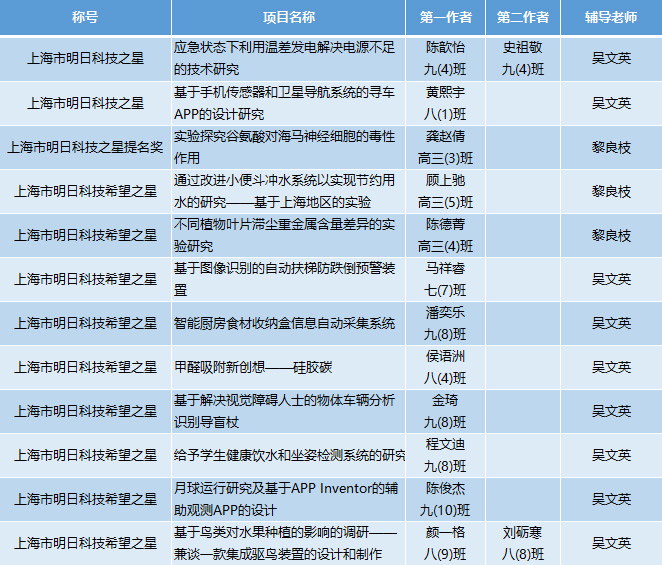 称号 项目名称 第一作者 第二作者 辅导老师
上海市明日科技之星 应急状态下利用温差发电解决电源不足的技术研究 陈歆怡 九(4)班 史祖敬 九(4)班 吴文英
上海市明日科技之星 基于手机传感器和卫星导航系统的寻车APP的设计研究 黄熙宇 八(1)班 吴文英
上海市明日科技之星提名奖 实验探究谷氨酸对海马神经细胞的毒性作用 龚赵倩 高三(3)班 黎良枝
上海市明日科技希望之星 通过改进小便斗冲水系统以实现节约用水的研究——基于上海地区的实验 顾上驰 高三(5)班 黎良枝
上海市明日科技希望之星 不同植物叶片滞尘重金属含量差异的实验研究 陈德菁 高三(4)班 黎良枝
上海市明日科技希望之星 基于图像识别的自动扶梯防跌倒预警装置 马祥睿 七(7)班 吴文英
上海市明日科技希望之星 智能厨房食材收纳盒信息自动采集系统 潘奕乐 九(8)班 吴文英
上海市明日科技希望之星 甲醛吸附新创想——硅胶碳 侯语洲 八(4)班 吴文英
上海市明日科技希望之星 基于解决视觉障碍人士的物体车辆分析识别导盲杖 金琦 九(8)班 吴文英
上海市明日科技希望之星 给予学生健康饮水和坐姿检测系统的研究 程文迪 九(8)班 吴文英
上海市明日科技希望之星 月球运行研究及基于APP Inventor的辅助观测APP的设计 陈俊杰 九(10)班 吴文英
上海市明日科技希望之星 基于鸟类对水果种植的影响的调研——兼谈一款集成驱鸟装置的设计和制作 颜一格 八(9)班 刘砺寒 八(8)班 吴文英